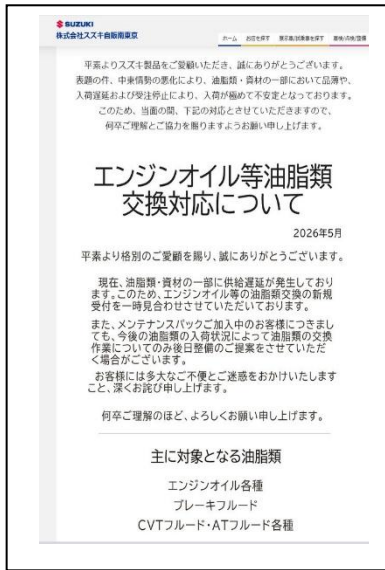 SUZUKI
株式会社スズキ自販南東京
ホーム お店を探す 展示車/試乗車を探す 車検/点検/整備
平素よりスズキ製品をご愛顧いただき、誠にありがとうございます。
表題の件、中東情勢の悪化により、油脂類・資材の一部において品薄や、
入荷遅延および受注停止により、入荷が極めて不安定となっております。
このため、当面の間、下記の対応とさせていただきますので、
何卒ご理解とご協力を賜りますようお願い申し上げます。
エンジンオイル等油脂類
交換対応について
2026年5月
平素より格別のご愛顧を賜り、誠にありがとうございます。
現在、油脂類・資材の一部に供給遅延が発生しており
ます。このため、エンジンオイル等の油脂類交換の新規
受付を一時見合わせさせていただいております。
また、メンテナンスパックご加入中のお客様につきまし
ても、今後の油脂類の入荷状況によって油脂類の交換
作業についてのみ後日整備のご提案をさせていただ
く場合がございます。
お客様には多大なご不便とご迷惑をおかけいたします
こと、深くお詫び申し上げます。
何卒ご理解のほど、よろしくお願い申し上げます。
主に対象となる油脂類
エンジンオイル各種
ブレーキフルード
CVTフルード・ATフルード各種